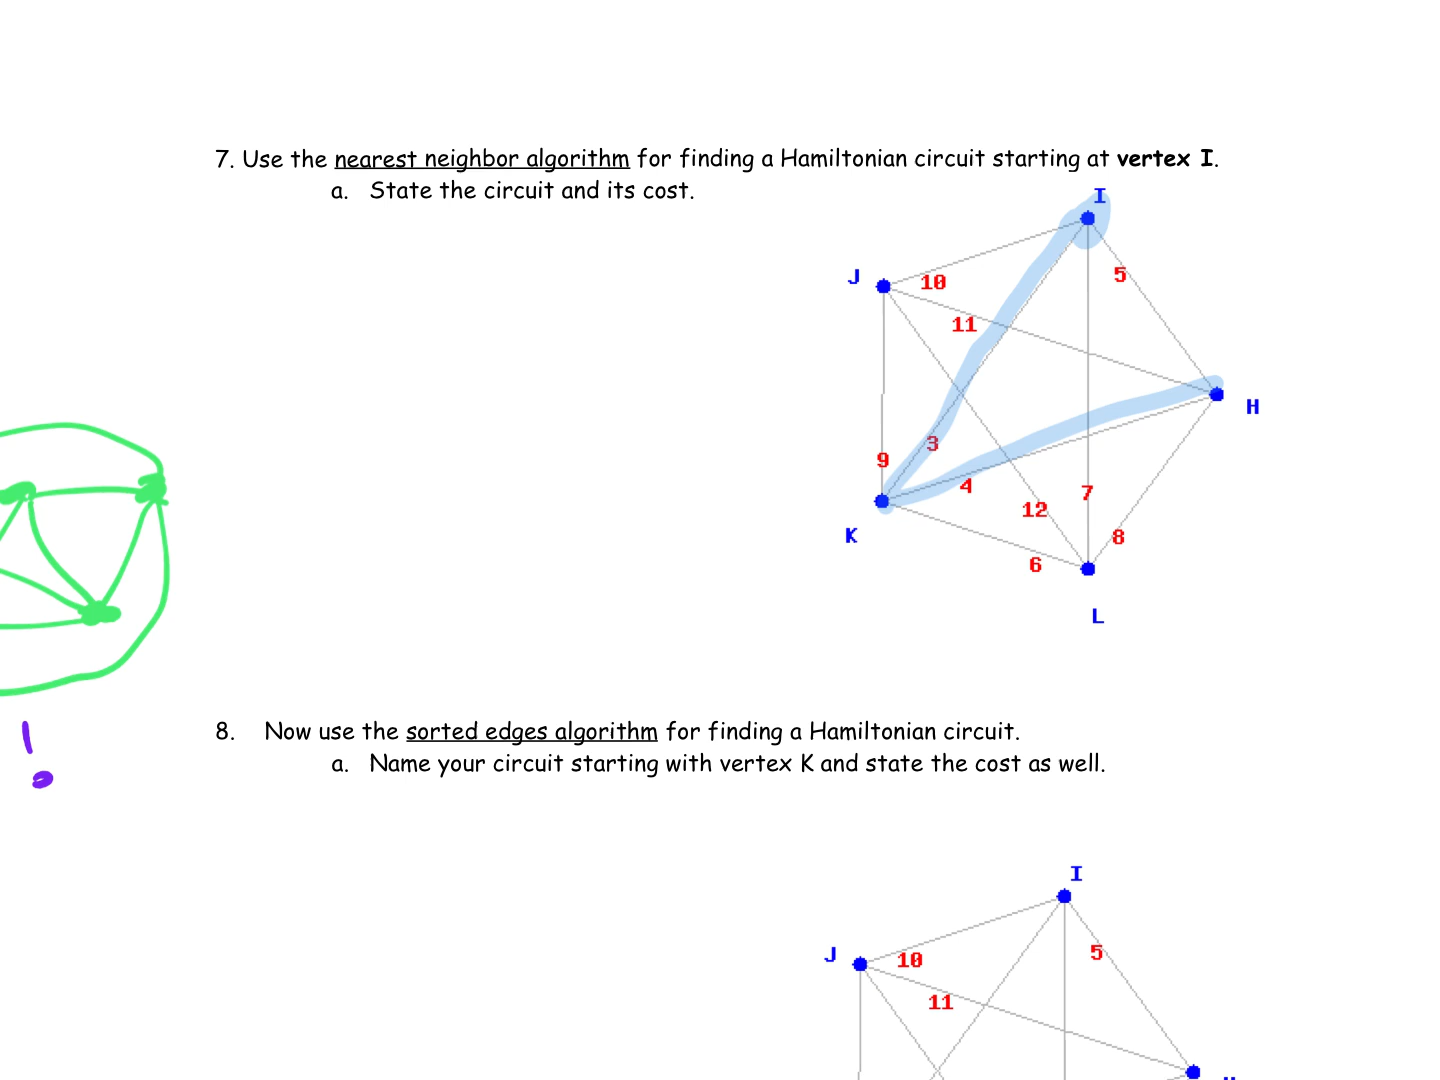 7. Use the nearest neighbor algorithm for finding a Hamiltonian circuit starting at vertex I.
a. State the circuit and its cost.
I
J
10
5
11
H
3
9
4
7
12
K
8
6
L
!
8. Now use the sorted edges algorithm for finding a Hamiltonian circuit.
a. Name your circuit starting with vertex K and state the cost as well.
I
J
10
5
11